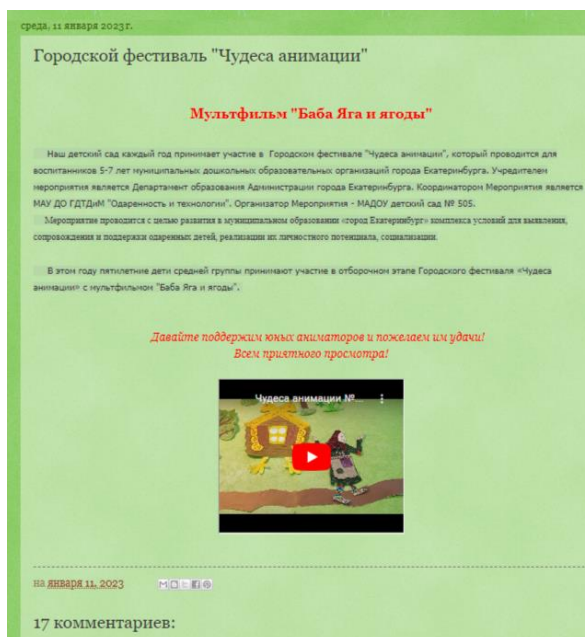 среда, 11 января 2023 г.
Городской фестиваль "Чудеса анимации"
Мультфильм "Баба Яга и ягоды"
Наш детский сад каждый год принимает участие в Городском фестивале "Чудеса анимации", который проводится для
воспитанников 5-7 лет муниципальных дошкольных образовательных организаций города Екатеринбурга. Учредителем
мероприятия является Департамент образования Администрации города Екатеринбурга. Координатором Мероприятия является
МАУ ДО ГДТДиМ "Одаренность и технологии". Организатор Мероприятия - МАДОУ детский сад № 505.
Мероприятие проводится с целью развития в муниципальном образовании «город Екатеринбург» комплекса условий для выявления,
сопровождения и поддержки одаренных детей, реализации их личностного потенциала, социализации.
В этом году пятилетние дети средней группы принимают участие в отборочном этапе Городского фестиваля «Чудеса
анимации» с мультфильмом "Баба Яга и ягоды".
Давайте поддержим юных аниматоров и пожелаем им удачи!
Всем приятного просмотра!
Чудеса анимации №...
на января 11, 2023
17 комментариев: